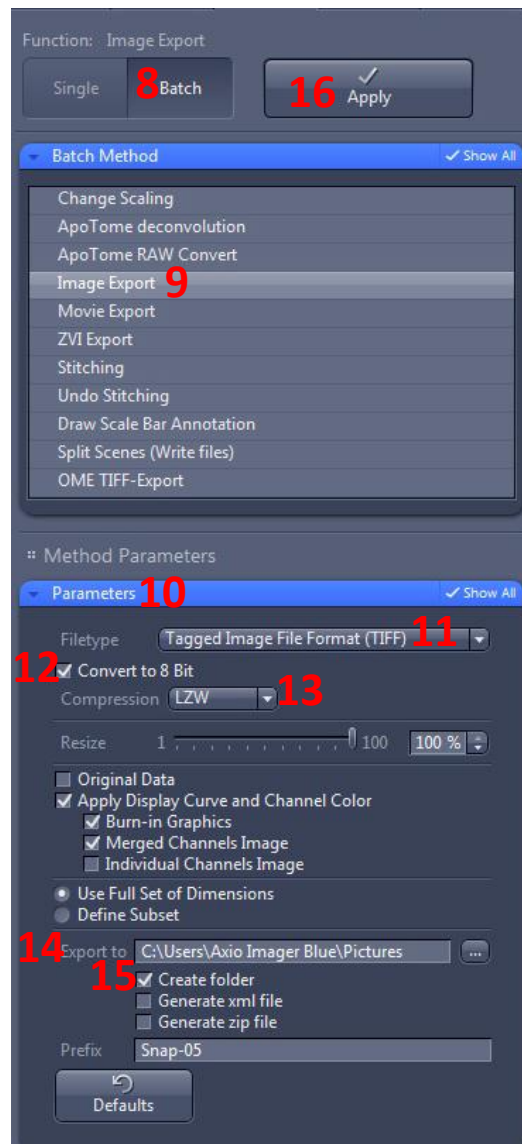 Function: Image Export
Single 8 Batch 16 Apply
Batch Method Show All
Change Scaling
ApoTome deconvolution
ApoTome RAW Convert
Image Export 9
Movie Export
ZVI Export
Stitching
Undo Stitching
Draw Scale Bar Annotation
Split Scenes (Write files)
OME TIFF-Export
Method Parameters
Parameters 10 Show All
Filetype Tagged Image File Format (TIFF) 11
12 Convert to 8 Bit
Compression LZW 13
Resize 1 100 100 %
Original Data
Apply Display Curve and Channel Color
Burn-in Graphics
Merged Channels Image
Individual Channels Image
Use Full Set of Dimensions
Define Subset
14 Export to C:\Users\Axio Imager Blue\Pictures ...
15 Create folder
Generate xml file
Generate zip file
Prefix Snap-05
Defaults